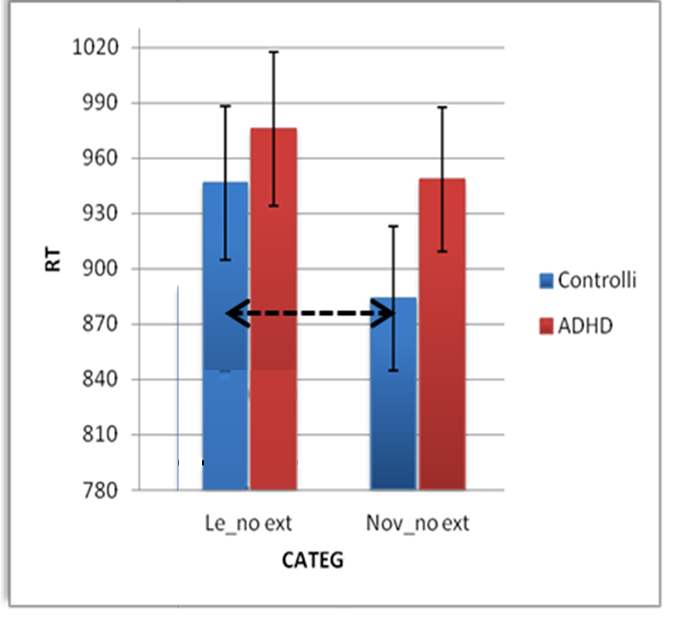 1020
990
960
930
900
870
840
810
780
RT
Le_no ext
Nov_no ext
CATEG
Controlli
ADHD